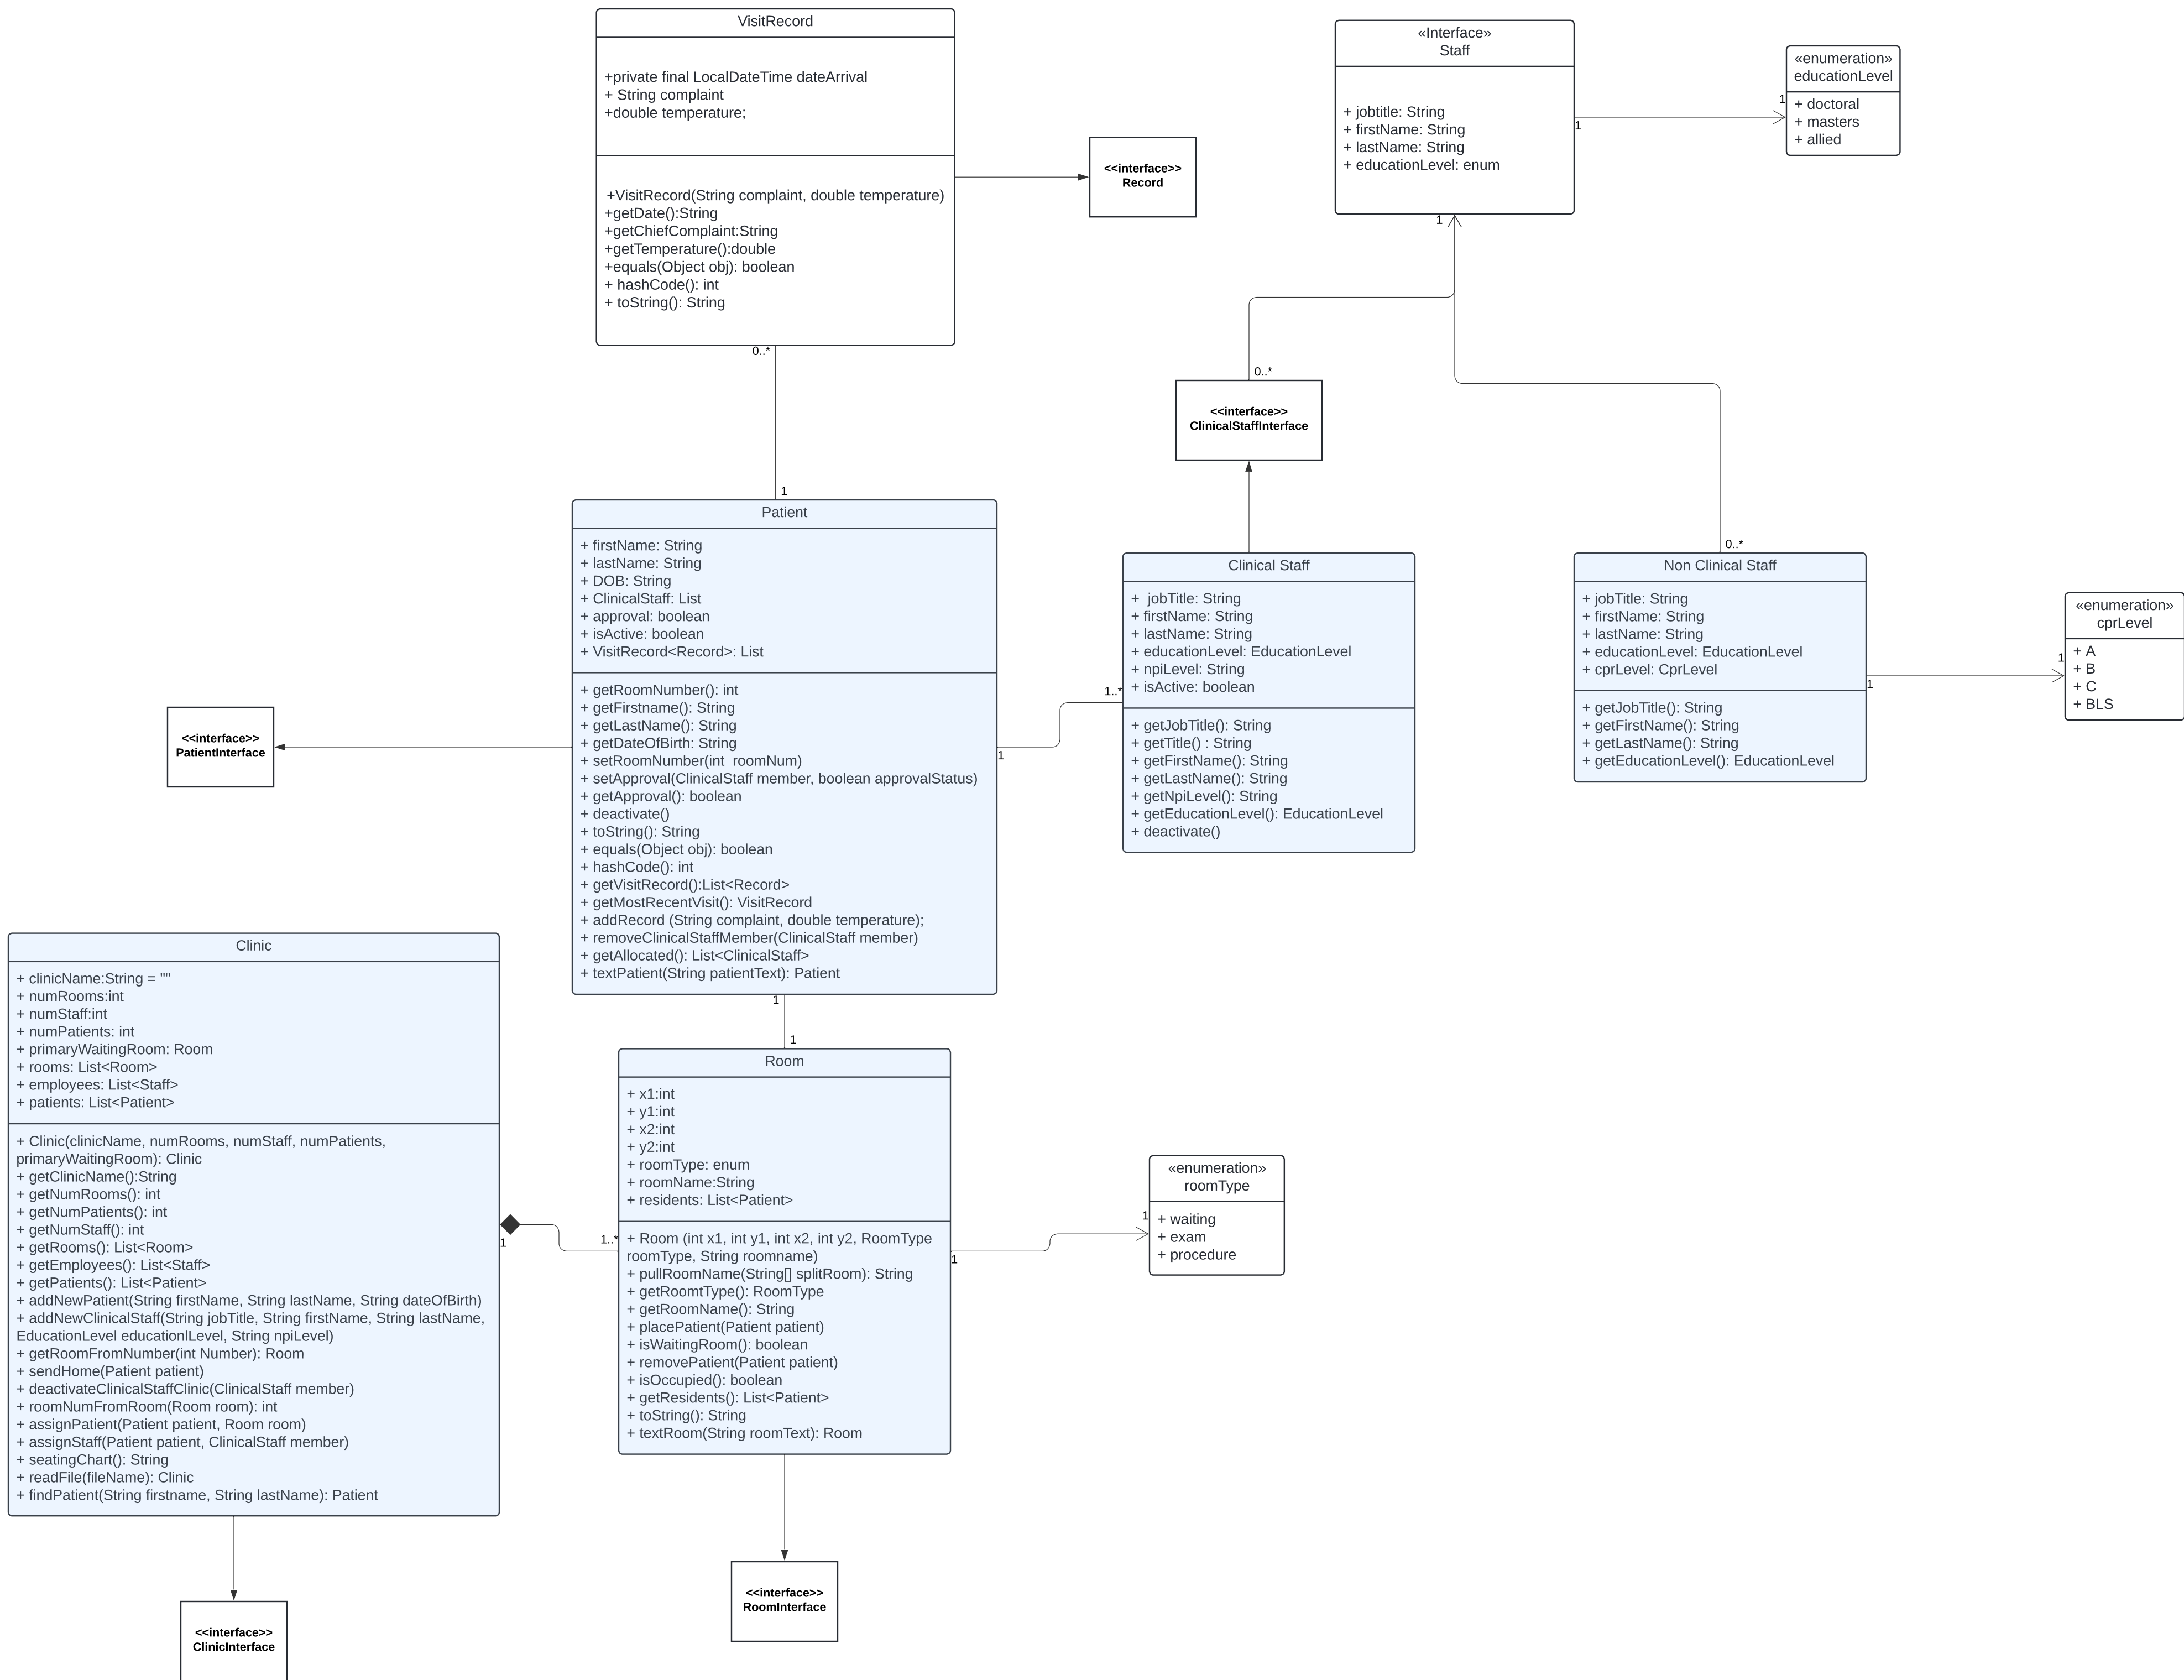 VisitRecord
+private final LocalDateTime dateArrival
+ String complaint
+double temperature;
+VisitRecord(String complaint, double temperature)
+getDate():String
+getChiefComplaint:String
+getTemperature():double
+equals(Object obj): boolean
+ hashCode(): int
+ toString(): String
0..*
1
<<interface>>
Record
«Interface»
Staff
+ jobtitle: String
+ firstName: String
+ lastName: String
+ educationLevel: enum
1
1
1
«enumeration»
educationLevel
+ doctoral
+ masters
+ allied
0..*
<<interface>>
ClinicalStaffInterface
0..*
Patient
+ firstName: String
+ lastName: String
+ DOB: String
+ ClinicalStaff: List
+ approval: boolean
+ isActive: boolean
+ VisitRecord<Record>: List
+ getRoomNumber(): int
+ getFirstname(): String
+ getLastName(): String
+ getDateOfBirth: String
+ setRoomNumber(int  roomNum)
+ setApproval(ClinicalStaff member, boolean approvalStatus)
+ getApproval(): boolean
+ deactivate()
+ toString(): String
+ equals(Object obj): boolean
+ hashCode(): int
+ getVisitRecord():List<Record>
+ getMostRecentVisit(): VisitRecord
+ addRecord (String complaint, double temperature);
+ removeClinicalStaffMember(ClinicalStaff member)
+ getAllocated(): List<ClinicalStaff>
+ textPatient(String patientText): Patient
<<interface>>
PatientInterface
1
1..*
Clinical Staff
+  jobTitle: String
+ firstName: String
+ lastName: String
+ educationLevel: EducationLevel
+ npiLevel: String
+ isActive: boolean
+ getJobTitle(): String
+ getTitle() : String
+ getFirstName(): String
+ getLastName(): String
+ getNpiLevel(): String
+ getEducationLevel(): EducationLevel
+ deactivate()
Non Clinical Staff
+ jobTitle: String
+ firstName: String
+ lastName: String
+ educationLevel: EducationLevel
+ cprLevel: CprLevel
+ getJobTitle(): String
+ getFirstName(): String
+ getLastName(): String
+ getEducationLevel(): EducationLevel
1
1
«enumeration»
cprLevel
+ A
+ B
+ C
+ BLS
Clinic
+ clinicName:String = ""
+ numRooms:int
+ numStaff:int
+ numPatients: int
+ primaryWaitingRoom: Room
+ rooms: List<Room>
+ employees: List<Staff>
+ patients: List<Patient>
+ Clinic(clinicName, numRooms, numStaff, numPatients,
primaryWaitingRoom): Clinic
+ getClinicName():String
+ getNumRooms(): int
+ getNumPatients(): int
+ getNumStaff(): int
+ getRooms(): List<Room>
+ getEmployees(): List<Staff>
+ getPatients(): List<Patient>
+ addNewPatient(String firstName, String lastName, String dateOfBirth)
+ addNewClinicalStaff(String jobTitle, String firstName, String lastName,
EducationLevel educationlLevel, String npiLevel)
+ getRoomFromNumber(int Number): Room
+ sendHome(Patient patient)
+ deactivateClinicalStaffClinic(ClinicalStaff member)
+ roomNumFromRoom(Room room): int
+ assignPatient(Patient patient, Room room)
+ assignStaff(Patient patient, ClinicalStaff member)
+ seatingChart(): String
+ readFile(fileName): Clinic
+ findPatient(String firstname, String lastName): Patient
1
1..*
1
1
Room
+ x1:int
+ y1:int
+ x2:int
+ y2:int
+ roomType: enum
+ roomName:String
+ residents: List<Patient>
+ Room (int x1, int y1, int x2, int y2, RoomType
roomType, String roomname)
+ pullRoomName(String[] splitRoom): String
+ getRoomtType(): RoomType
+ getRoomName(): String
+ placePatient(Patient patient)
+ isWaitingRoom(): boolean
+ removePatient(Patient patient)
+ isOccupied(): boolean
+ getResidents(): List<Patient>
+ toString(): String
+ textRoom(String roomText): Room
1
1
«enumeration»
roomType
+ waiting
+ exam
+ procedure
<<interface>>
RoomInterface
<<interface>>
ClinicInterface